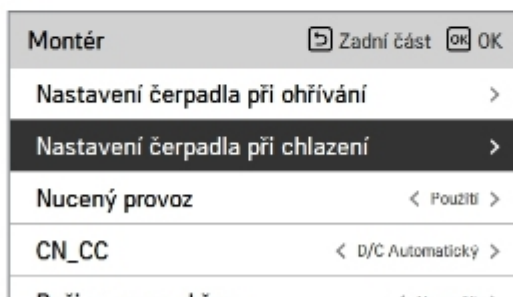 Montér Zadní část OK OK
Nastavení čerpadla při ohřívání >
Nastavení čerpadla při chlazení >
Nucený provoz < Použití >
CN_CC < D/C Automatický >